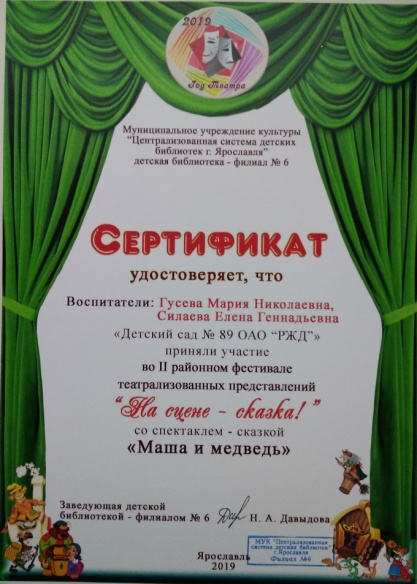 2019
Год Театра
Муниципальное учреждение культуры
"Централизованная система детских
библиотек г. Ярославля"
детская библиотека - филиал № 6
СЕРТИФИКАТ
удостоверяет, что
Воспитатели: Гусева Мария Николаевна,
Силаева Елена Геннадьевна
«Детский сад № 89 ОАО "РЖД"»
приняли участие
во II районном фестивале
театрализованных представлений
"На сцене - сказка!"
со спектаклем - сказкой
«Маша и медведь»
Заведующая детской
библиотекой - филиалом № 6 Н. А. Давыдова
МУК "Централизованная
система детских библиотек
г. Ярославля"
Филиал №6
Ярославль
2019